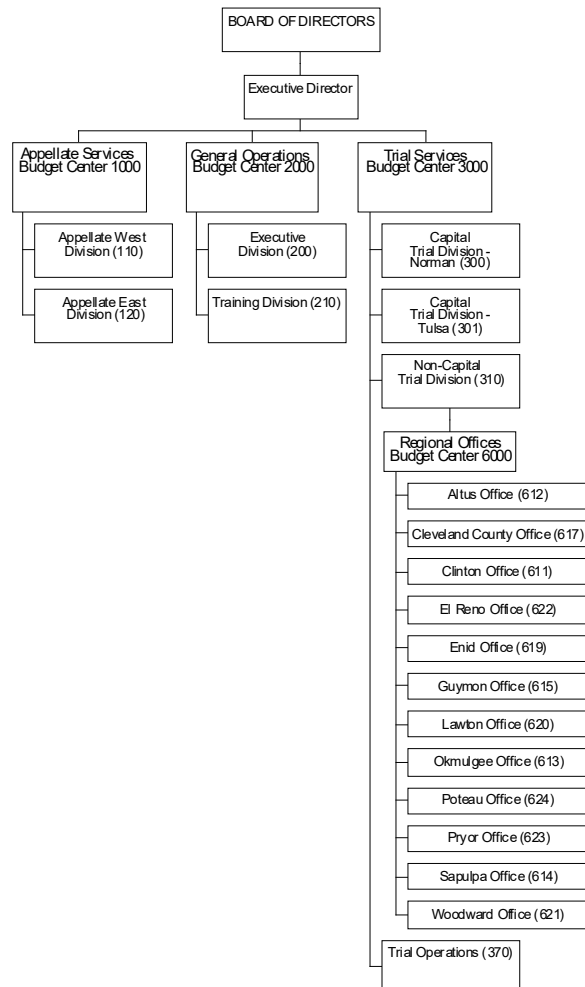 BOARD OF DIRECTORS
Executive Director
Appellate Services
Budget Center 1000
Appellate West
Division (110)
Appellate East
Division (120)
General Operations
Budget Center 2000
Executive
Division (200)
Training Division (210)
Trial Services
Budget Center 3000
Capital
Trial Division -
Norman (300)
Capital
Trial Division -
Tulsa (301)
Non-Capital
Trial Division (310)
Regional Offices
Budget Center 6000
Altus Office (612)
Cleveland County Office (617)
Clinton Office (611)
El Reno Office (622)
Enid Office (619)
Guymon Office (615)
Lawton Office (620)
Okmulgee Office (613)
Poteau Office (624)
Pryor Office (623)
Sapulpa Office (614)
Woodward Office (621)
Trial Operations (370)